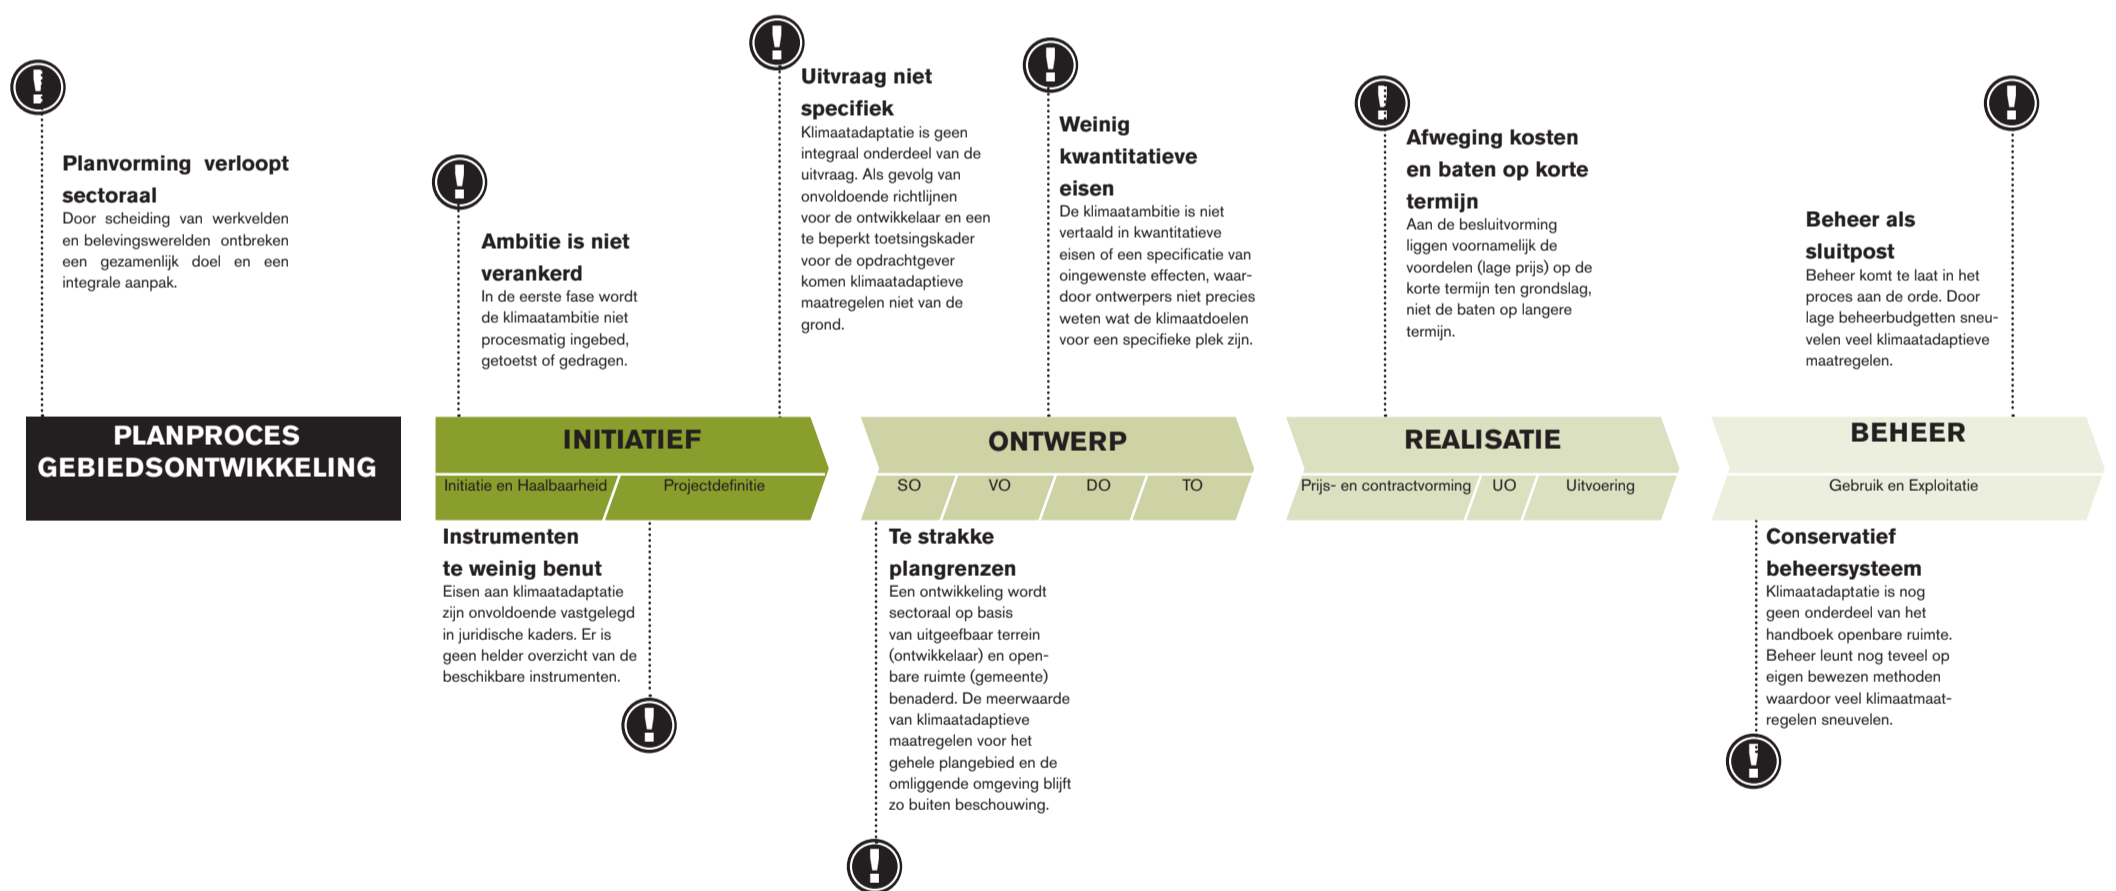 Planvorming verloopt
sectoraal
Door scheiding van werkvelden
en belevingswerelden ontbreken
een gezamenlijk doel en een
integrale aanpak.
Ambitie is niet
verankerd
In de eerste fase wordt
de klimaatambitie niet
procesmatig ingebed,
getoetst of gedragen.
Uitvraag niet
specifiek
Klimaatadaptatie is geen
integraal onderdeel van de
uitvraag. Als gevolg van
onvoldoende richtlijnen
voor de ontwikkelaar en een
te beperkt toetsingskader
voor de opdrachtgever
komen klimaatadaptieve
maatregelen niet van de
grond.
Weinig
kwantitatieve
eisen
De klimaatambitie is niet
vertaald in kwantitatieve
eisen of een specificatie van
oingewenste effecten, waar-
door ontwerpers niet precies
weten wat de klimaatdoelen
voor een specifieke plek zijn.
Afweging kosten
en baten op korte
termijn
Aan de besluitvorming
liggen voornamelijk de
voordelen (lage prijs) op de
korte termijn ten grondslag,
niet de baten op langere
termijn.
Beheer als
sluitpost
Beheer komt te laat in het
proces aan de orde. Door
lage beheerbudgetten sneu-
velen veel klimaatadaptieve
maatregelen.
PLANPROCES
GEBIEDSONTWIKKELING
INITIATIEF
Initiatie en Haalbaarheid
Projectdefinitie
ONTWERP
SO
VO
DO
TO
REALISATIE
Prijs- en contractvorming
UO
Uitvoering
BEHEER
Gebruik en Exploitatie
Instrumenten
te weinig benut
Eisen aan klimaatadaptatie
zijn onvoldoende vastgelegd
in juridische kaders. Er is
geen helder overzicht van de
beschikbare instrumenten.
Te strakke
plangrenzen
Een ontwikkeling wordt
sectoraal op basis
van uitgeefbaar terrein
(ontwikkelaar) en open-
bare ruimte (gemeente)
benaderd. De meerwaarde
van klimaatadaptieve
maatregelen voor het
gehele plangebied en de
omliggende omgeving blijft
zo buiten beschouwing.
Conservatief
beheersysteem
Klimaatadaptatie is nog
geen onderdeel van het
handboek openbare ruimte.
Beheer leunt nog teveel op
eigen bewezen methoden
waardoor veel klimaatmaat-
regelen sneuvelen.